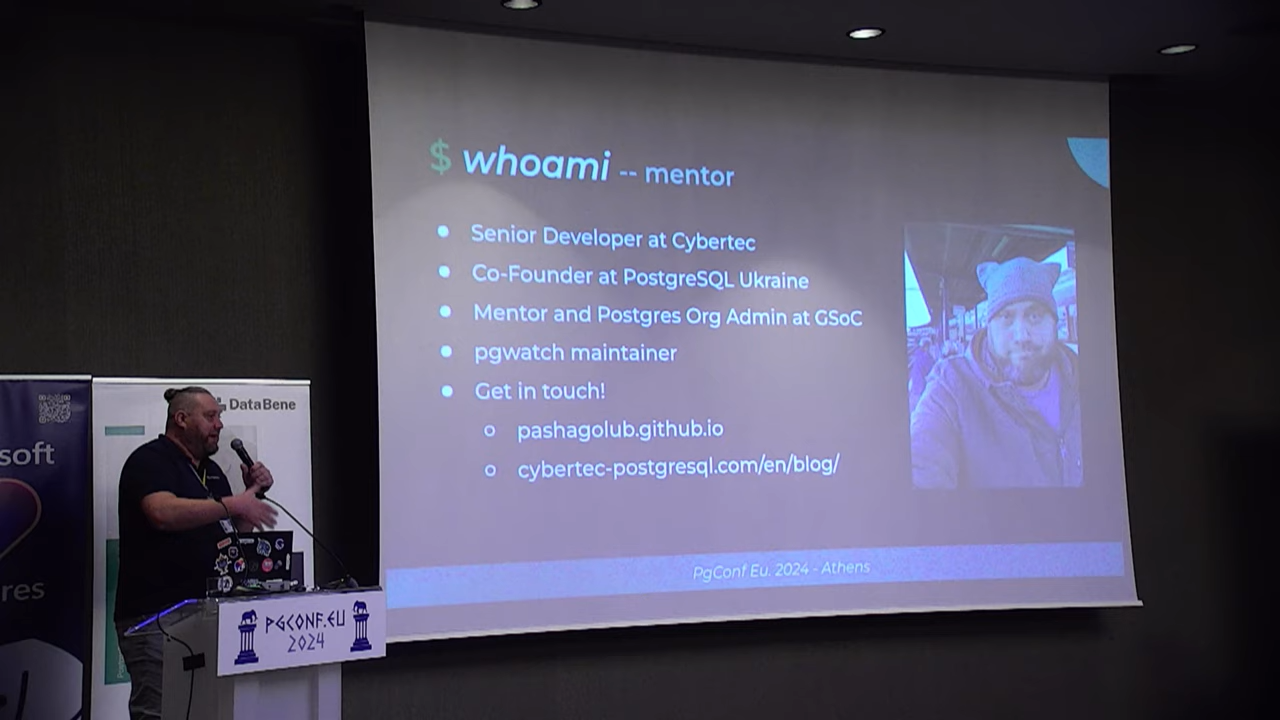 $ whoami -- mentor
Senior Developer at Cybertec
Co-Founder at PostgreSQL Ukraine
Mentor and Postgres Org Admin at GSoC
pgwatch maintainer
Get in touch!
pashagolub.github.io
cybertec-postgresql.com/en/blog/
PgConf Eu. 2024 - Athens
DataBene
soft
res
PGCONF.EU
2024